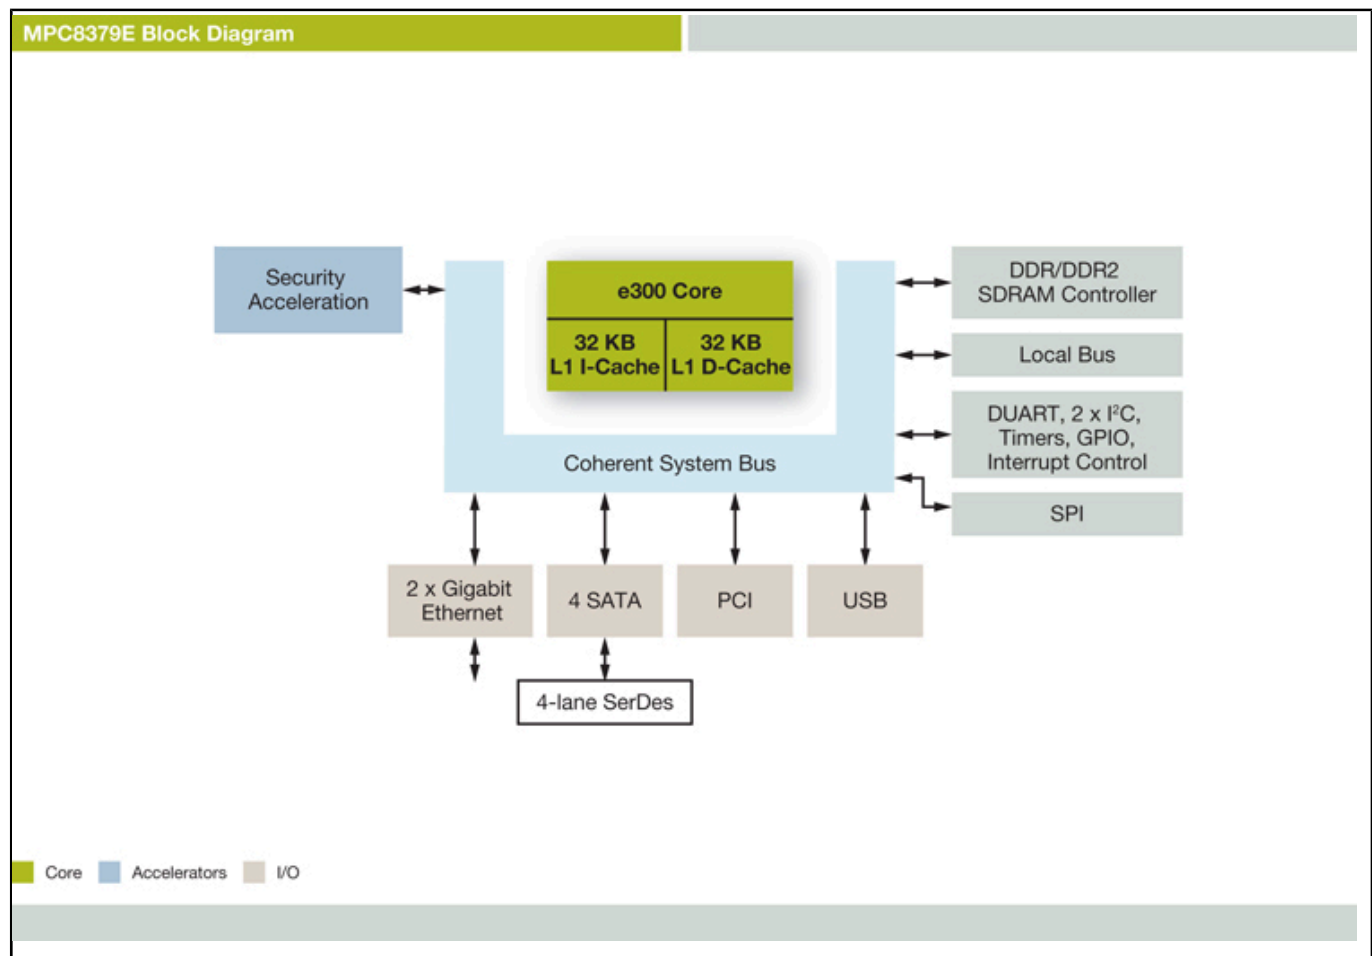 MPC8379E Block Diagram
Security
Acceleration
e300 Core
32 KB
L1 I-Cache
32 KB
L1 D-Cache
Coherent System Bus
DDR/DDR2
SDRAM Controller
Local Bus
DUART, 2 x I²C,
Timers, GPIO,
Interrupt Control
SPI
2 x Gigabit
Ethernet
4 SATA
PCI
USB
4-lane SerDes
Core
Accelerators
I/O